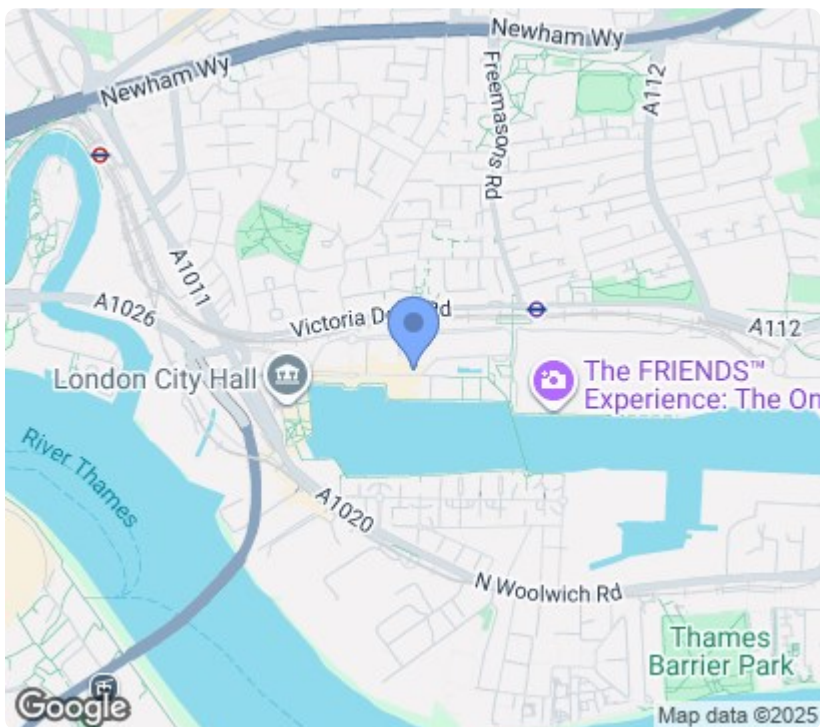 Newham Wy
Newham Wy
A112
Freemasons Rd
A1011
A1026
Victoria Do Rd
A112
London City Hall
The FRIENDS™
Experience: The On
River Thames
A1020
N Woolwich Rd
Thames
Barrier Park
Google
Map data ©2025